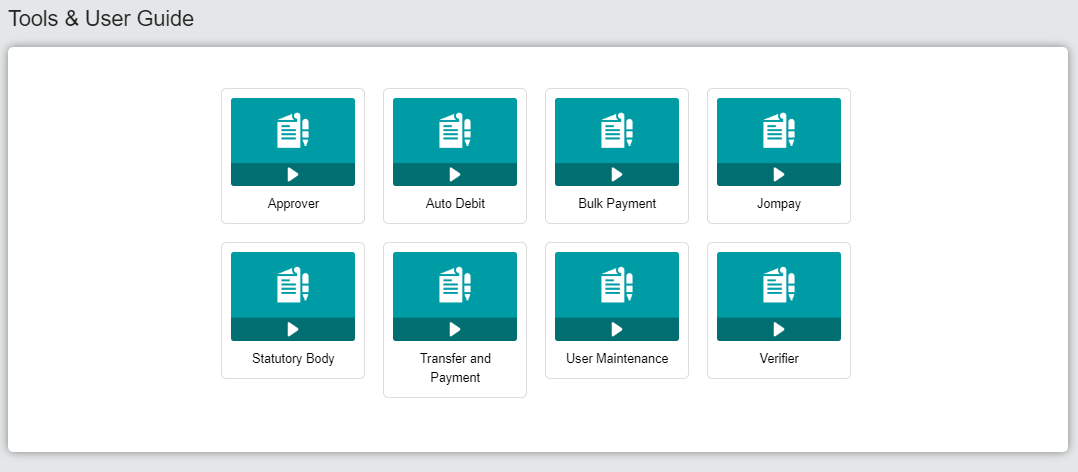 Tools & User Guide
Approver
Auto Debit
Bulk Payment
Jompay
Statutory Body
Transfer and
Payment
User Maintenance
Verifier